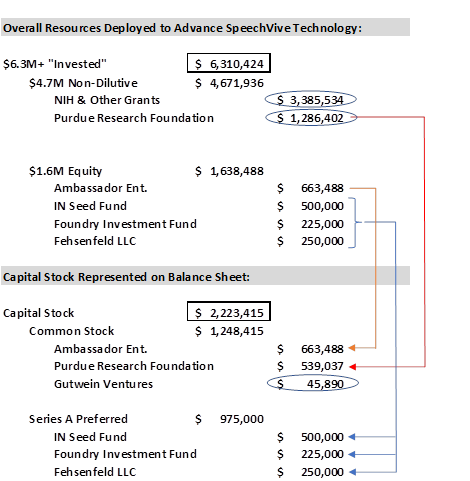 Overall Resources Deployed to Advance SpeechVive Technology:
$6.3M+ "Invested" $ 6,310,424
$4.7M Non-Dilutive $ 4,671,936
NIH & Other Grants $ 3,385,534
Purdue Research Foundation $ 1,286,402
$1.6M Equity $ 1,638,488
Ambassador Ent. $ 663,488
IN Seed Fund $ 500,000
Foundry Investment Fund $ 225,000
Fehsenfeld LLC $ 250,000
Capital Stock Represented on Balance Sheet:
Capital Stock $ 2,223,415
Common Stock $ 1,248,415
Ambassador Ent. $ 663,488
Purdue Research Foundation $ 539,037
Gutwein Ventures $ 45,890
Series A Preferred $ 975,000
IN Seed Fund $ 500,000
Foundry Investment Fund $ 225,000
Fehsenfeld LLC $ 250,000